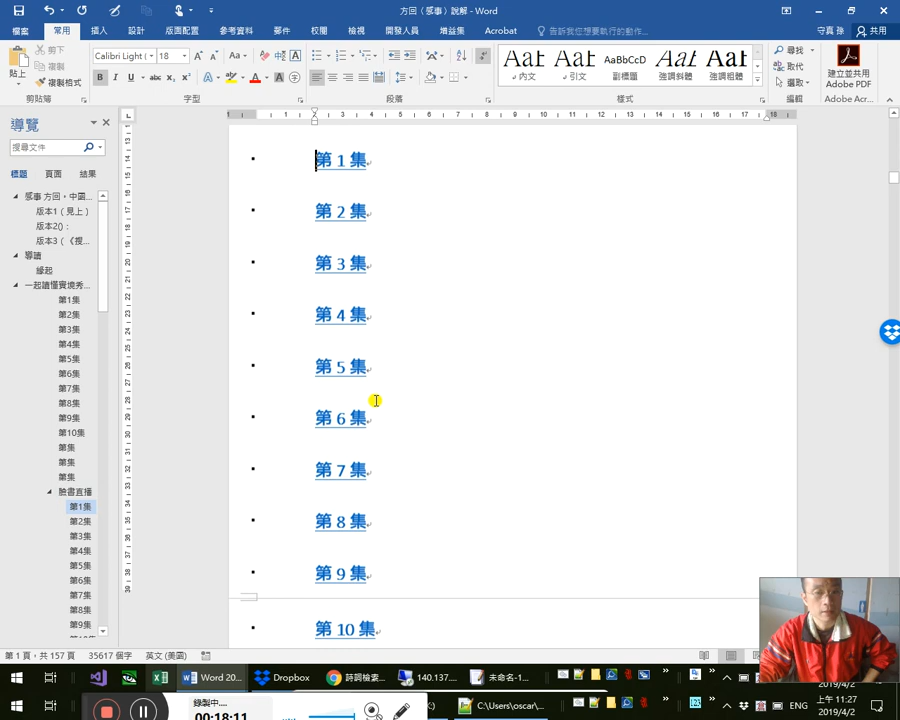 方回〈感事〉說解 - Word
檔案 常用 插入 設計 版面配置 參考資料 郵件 校閱 檢視 開發人員 增益集 Acrobat 告訴我您想要執行的動作... 共用
貼上 剪下 複製 複製格式
Calibri Light ( 18
內文 引文 副標題 強調斜體 強調粗體
AaBbCcD
尋找 取代 選取
建立並共用 Adobe PDF
剪貼簿 字型 段落 樣式 編輯 Adobe Acr...
導覽
搜尋文件
標題 頁面 結果
感事 方回，中國...
版本1（見上）
版本2()：
版本3（《搜...
導讀
緣起
一起讀懂實境秀...
第1集
第2集
第3集
第4集
第5集
第6集
第7集
第8集
第9集
第10集
第集
第集
第集
臉書直播
第1集
第2集
第3集
第4集
第5集
第6集
第7集
第8集
第9集
第 1 集
第 2 集
第 3 集
第 4 集
第 5 集
第 6 集
第 7 集
第 8 集
第 9 集
第 10 集
第 1 頁，共 157 頁 35617 個字 英文 (美國)
Word 20... Dropbox 詩詞檢索... 140.137.... 未命名-1...
2019/4/2
錄製中...
00:18:11
C:\Users\oscar\...
ENG
上午 11:27
2019/4/2